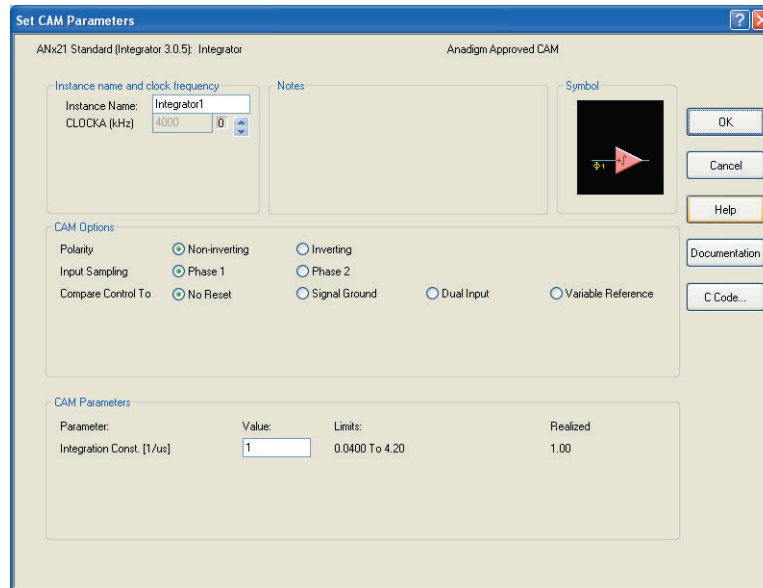 Set CAM Parameters
ANx21 Standard (Integrator 3.0.5): Integrator Anadigm Approved CAM
Instance name and clock frequency Notes Symbol
Instance Name: Integrator1
CLOCKA (kHz) 4000 0
Φ1 +∫
OK
Cancel
Help
Documentation
C Code...
CAM Options
Polarity Non-inverting Inverting
Input Sampling Phase 1 Phase 2
Compare Control To No Reset Signal Ground Dual Input Variable Reference
CAM Parameters
Parameter: Value: Limits: Realized
Integration Const. [1/us] 1 0.0400 To 4.20 1.00